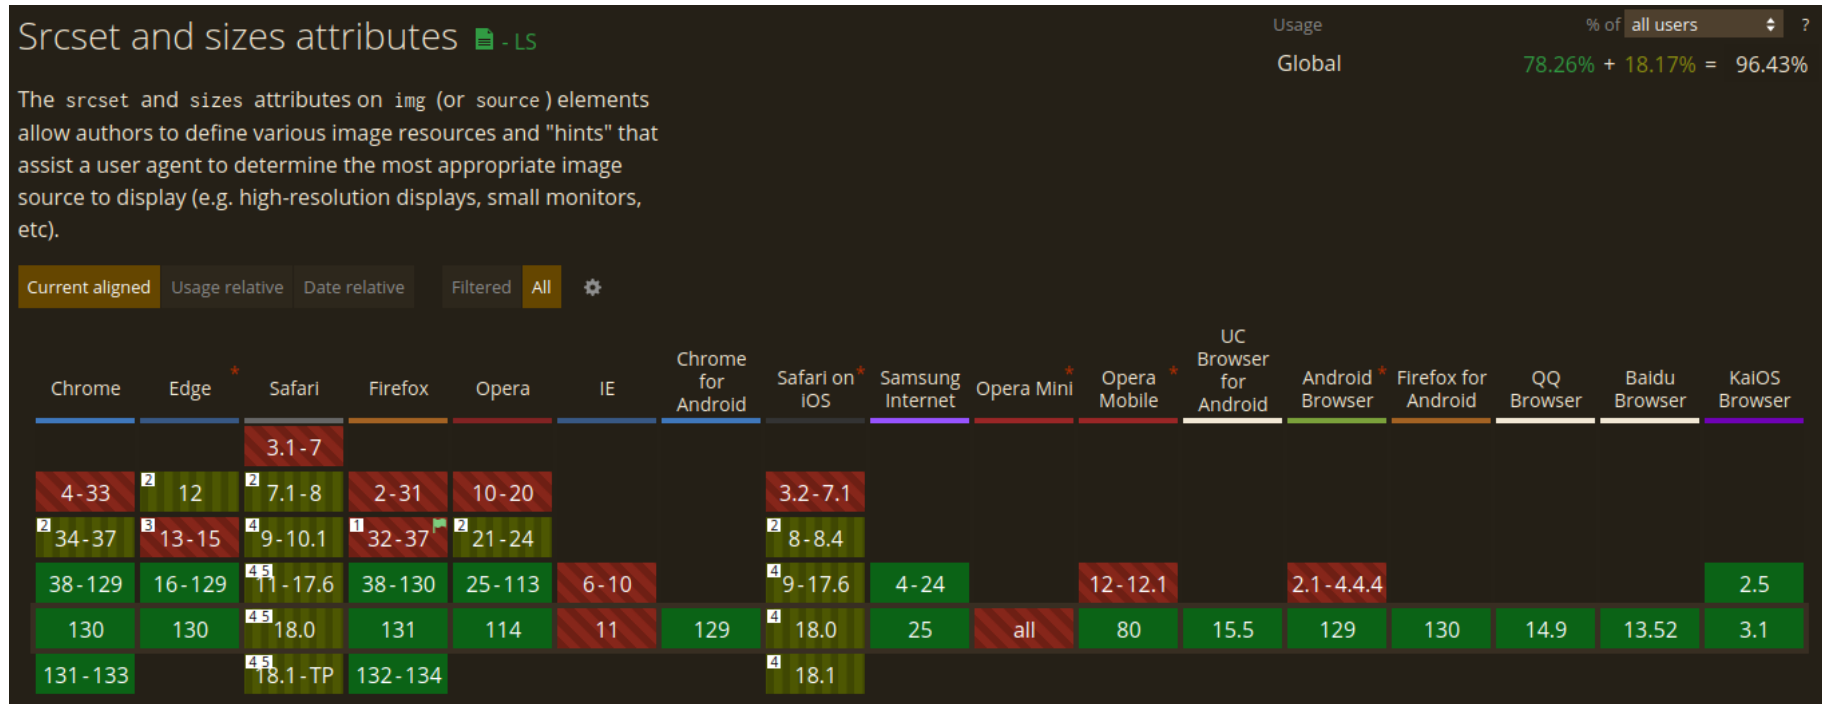 Srcset and sizes attributes - LS
Usage % of all users ?
Global 78.26% + 18.17% = 96.43%
The srcset and sizes attributes on img (or source ) elements
allow authors to define various image resources and "hints" that
assist a user agent to determine the most appropriate image
source to display (e.g. high-resolution displays, small monitors,
etc).
Current aligned Usage relative Date relative Filtered All
Chrome Edge * Safari Firefox Opera IE Chrome for Android Safari on iOS * Samsung Internet Opera Mini * Opera Mobile * UC Browser for Android Android Browser * Firefox for Android QQ Browser Baidu Browser KaiOS Browser
3.1-7
4-33 2 12 2 7.1-8 2-31 10-20 3.2-7.1
2 34-37 3 13-15 4 9-10.1 1 32-37 2 21-24 2 8-8.4
38-129 16-129 4 5 11-17.6 38-130 25-113 6-10 4 9-17.6 4-24 12-12.1 2.1-4.4.4 2.5
130 130 4 5 18.0 131 114 11 129 4 18.0 25 all 80 15.5 129 130 14.9 13.52 3.1
131-133 4 5 18.1-TP 132-134 4 18.1